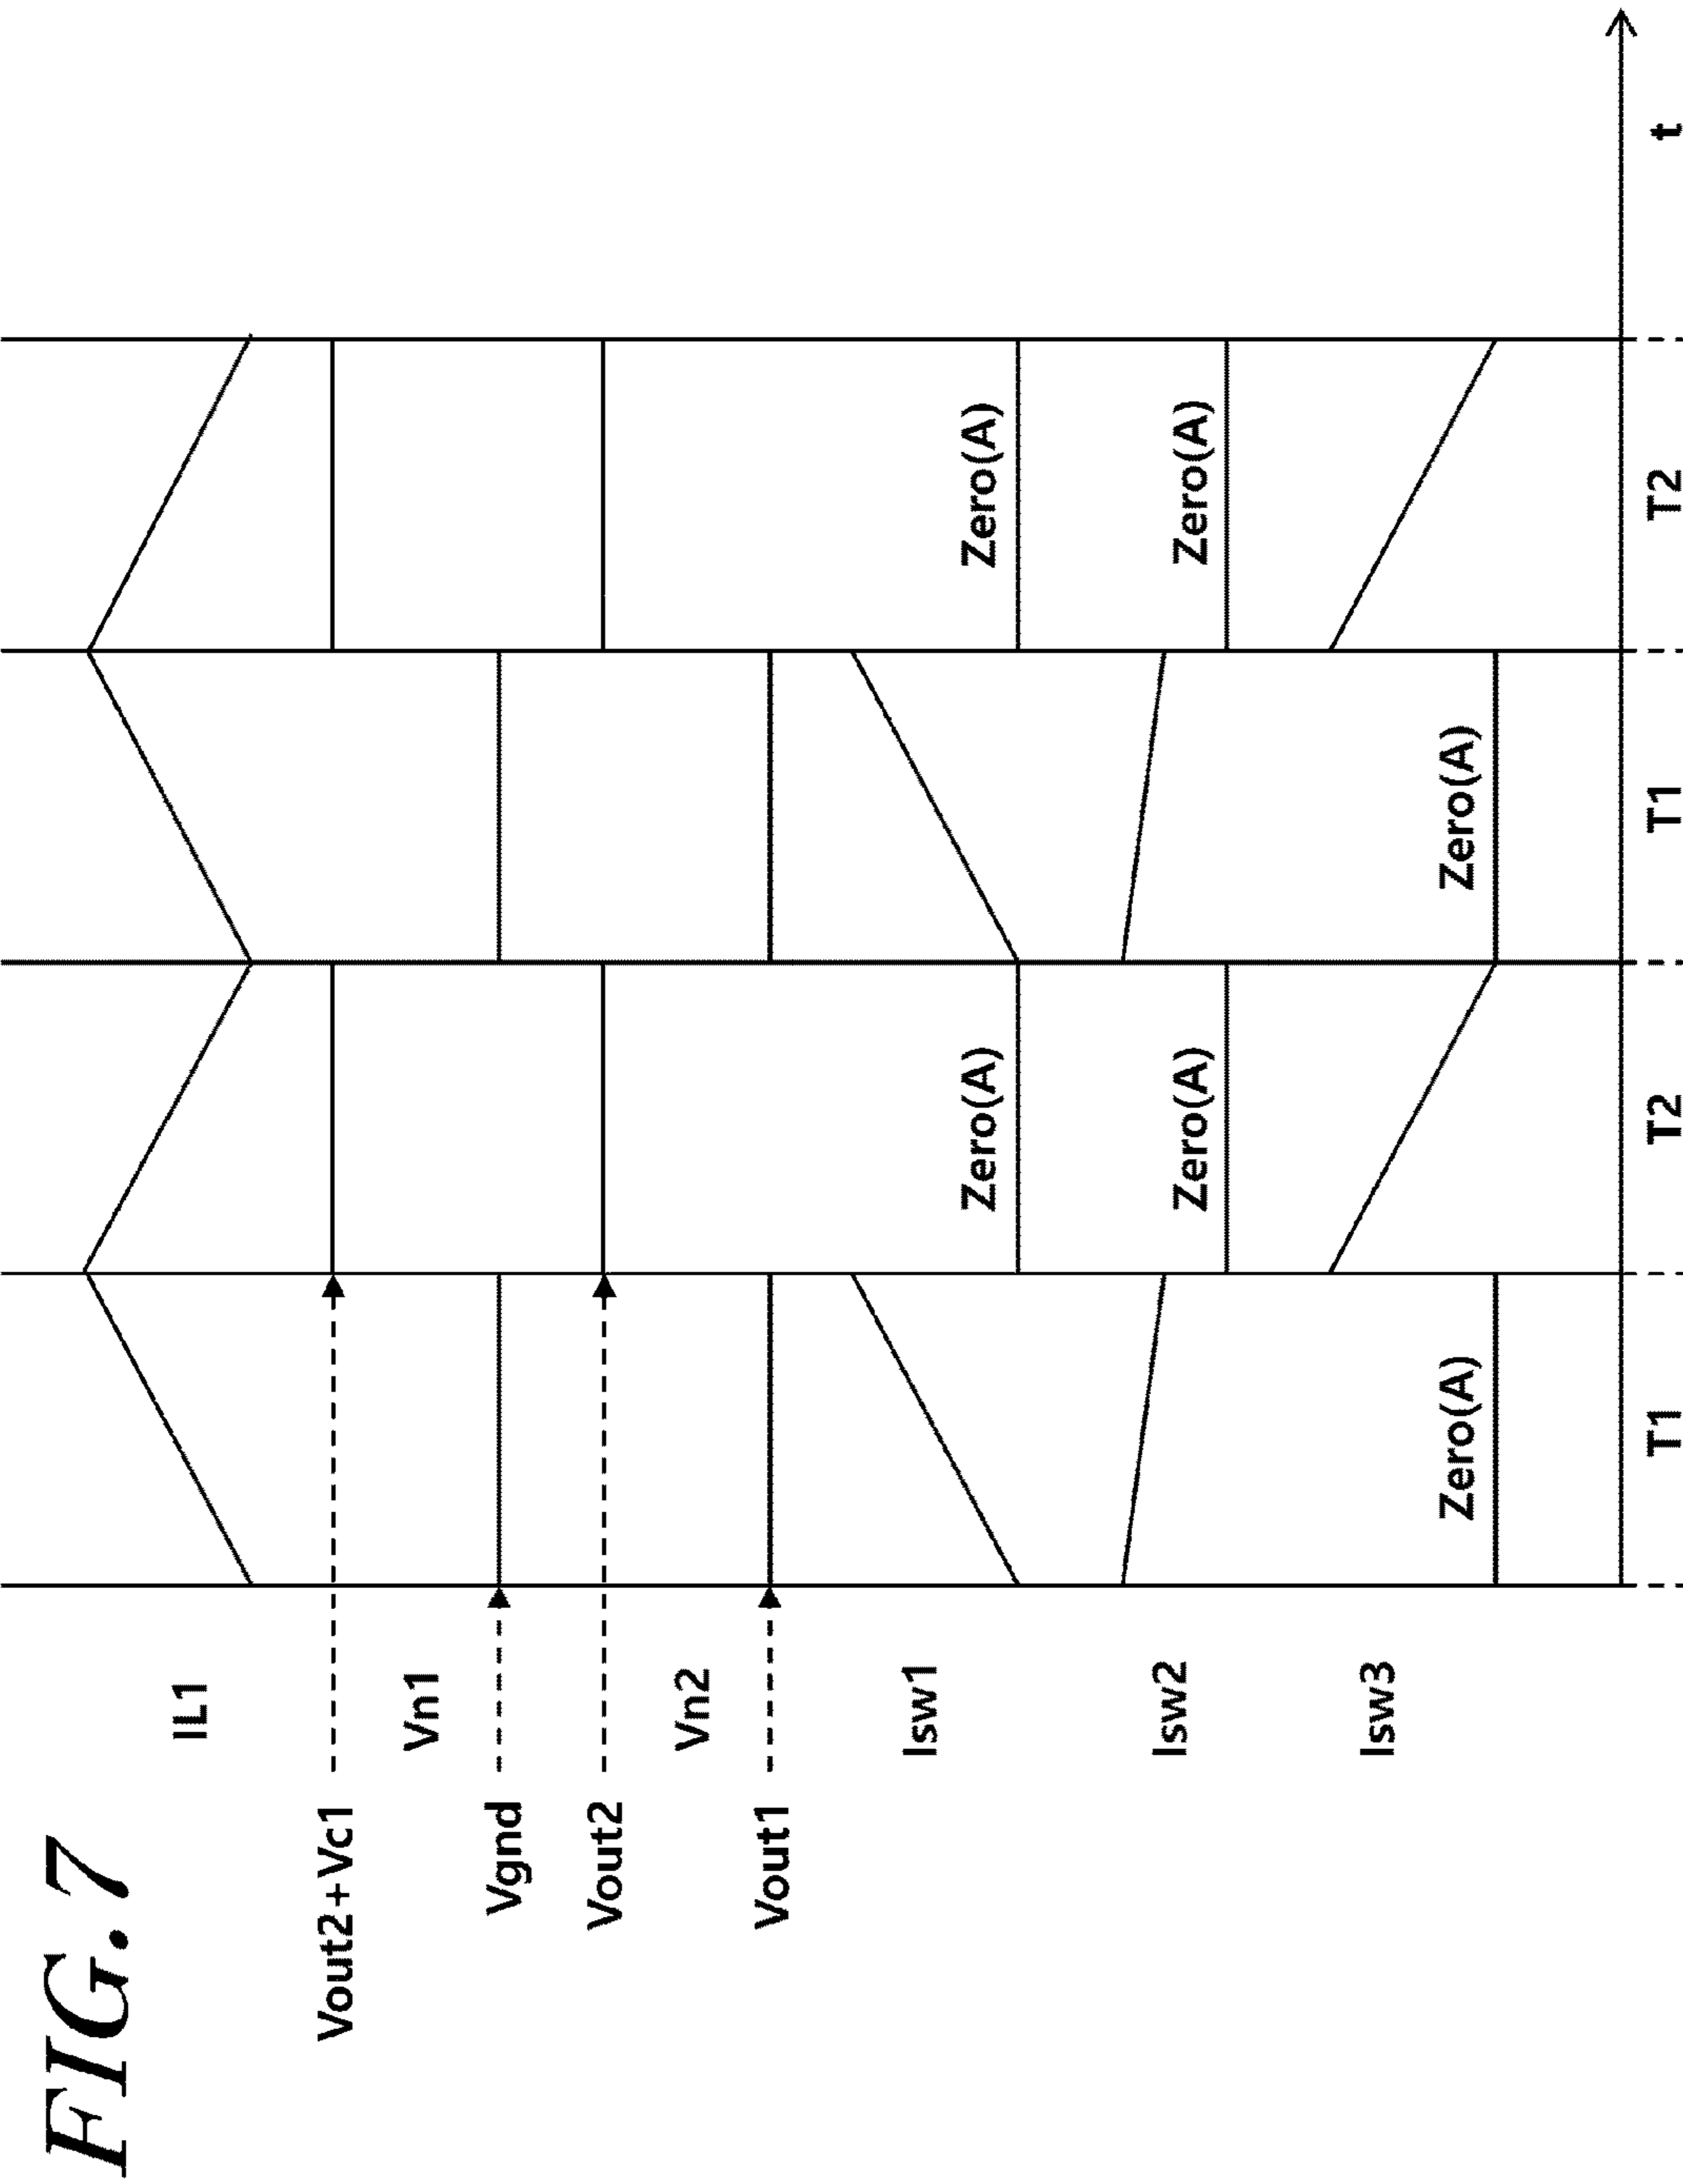 FIG.7
IL1
Vout2+Vc1
Vn1
Vgnd
Vout2
Vn2
Vout1
Isw1
Zero(A)
Zero(A)
Isw2
Zero(A)
Zero(A)
Isw3
Zero(A)
Zero(A)
T1
T2
T1
T2
t